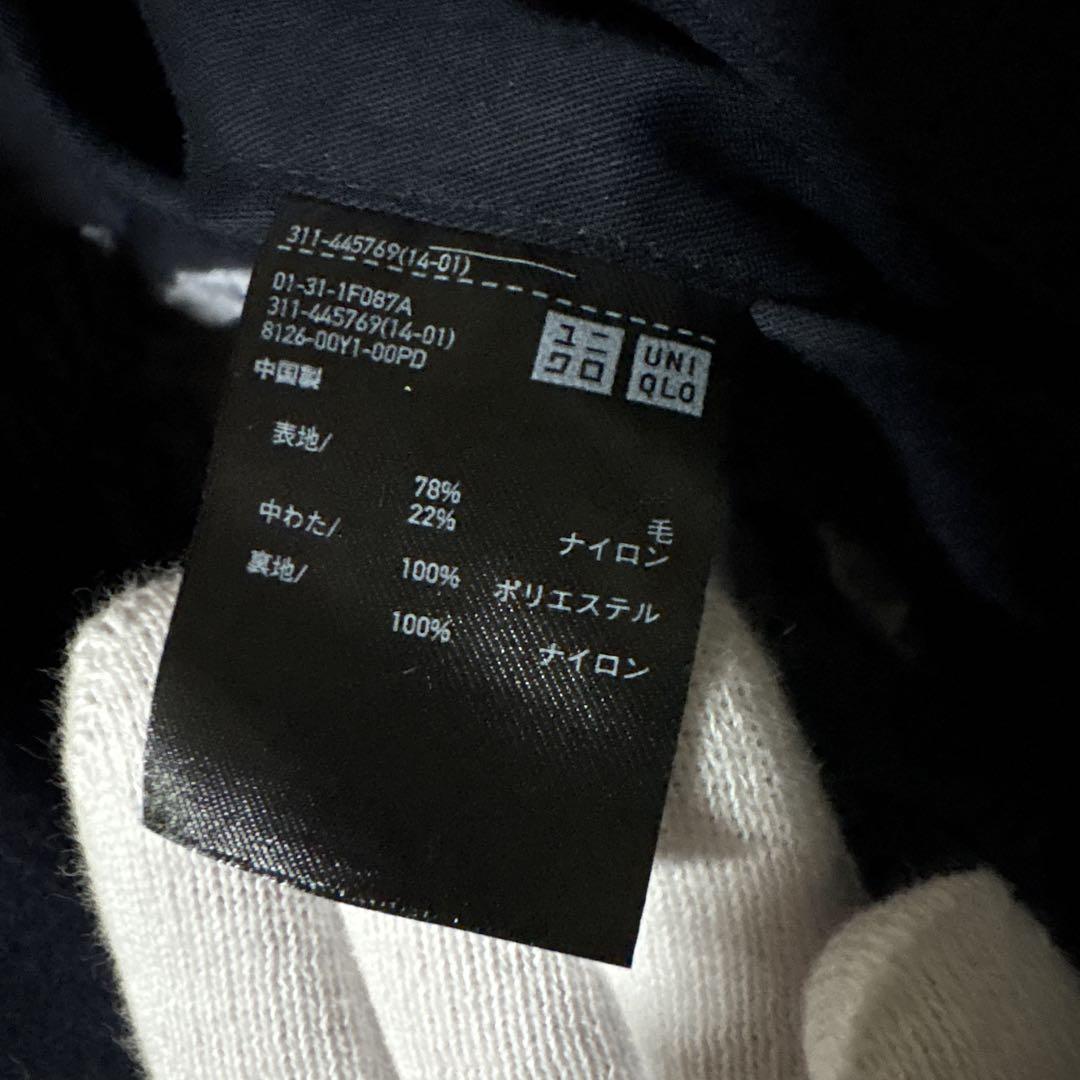 311-445769(14-01)
01-31-1F087A
311-445769(14-01)
8126-00Y1-00PD
ユニ
クロ
UNI
QLO
中国製
表地/
78% 毛
22% ナイロン
中わた/
100% ポリエステル
裏地/
100% ナイロン